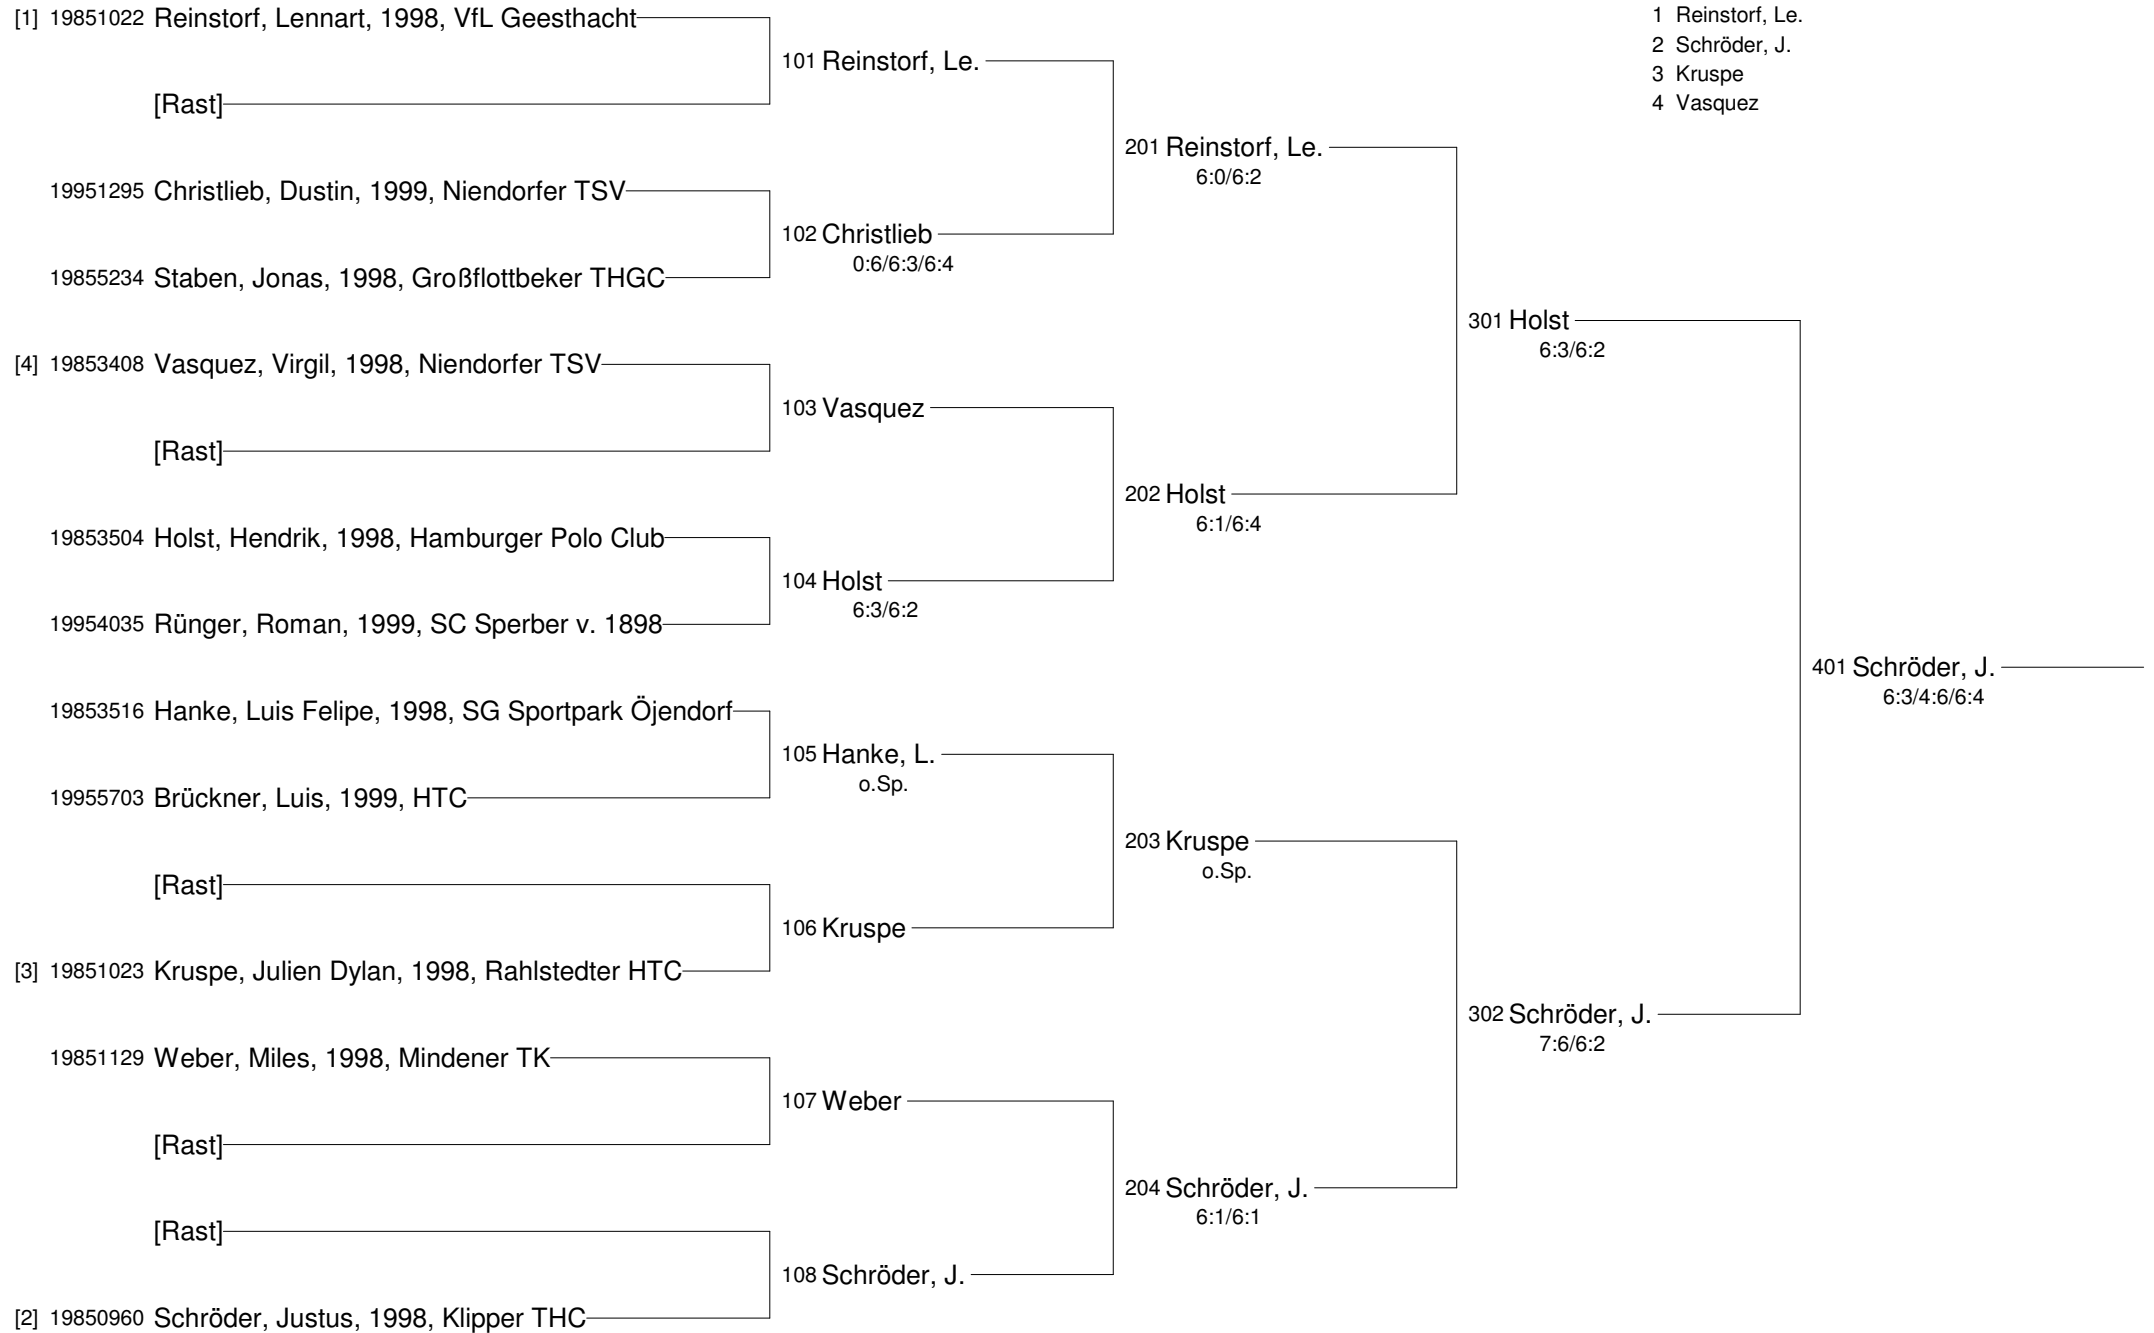 [1] 19851022 Reinstorf, Lennart, 1998, VfL Geesthacht
[Rast]
19951295 Christlieb, Dustin, 1999, Niendorfer TSV
19855234 Staben, Jonas, 1998, Großflottbeker THGC
[4] 19853408 Vasquez, Virgil, 1998, Niendorfer TSV
[Rast]
19853504 Holst, Hendrik, 1998, Hamburger Polo Club
19954035 Rünger, Roman, 1999, SC Sperber v. 1898
19853516 Hanke, Luis Felipe, 1998, SG Sportpark Öjendorf
19955703 Brückner, Luis, 1999, HTC
[Rast]
[3] 19851023 Kruspe, Julien Dylan, 1998, Rahlstedter HTC
19851129 Weber, Miles, 1998, Mindener TK
[Rast]
[Rast]
[2] 19850960 Schröder, Justus, 1998, Klipper THC
101 Reinstorf, Le.
102 Christlieb
0:6/6:3/6:4
103 Vasquez
104 Holst
6:3/6:2
105 Hanke, L.
o.Sp.
106 Kruspe
107 Weber
108 Schröder, J.
201 Reinstorf, Le.
6:0/6:2
202 Holst
6:1/6:4
203 Kruspe
o.Sp.
204 Schröder, J.
6:1/6:1
301 Holst
6:3/6:2
302 Schröder, J.
7:6/6:2
401 Schröder, J.
6:3/4:6/6:4
1 Reinstorf, Le.
2 Schröder, J.
3 Kruspe
4 Vasquez